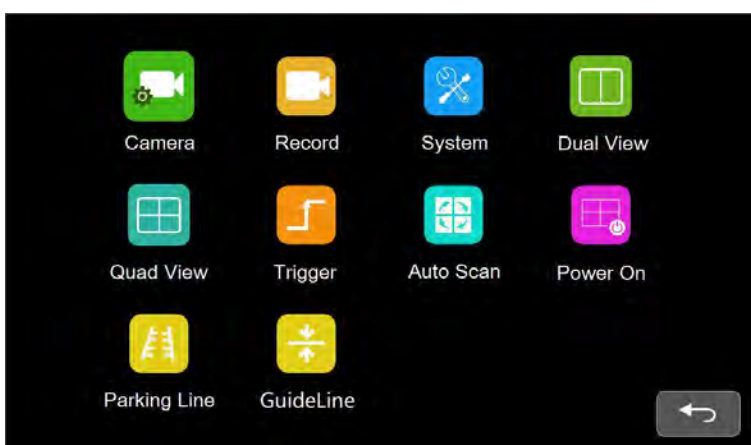 Camera
Record
System
Dual View
Quad View
Trigger
Auto Scan
Power On
Parking Line
GuideLine